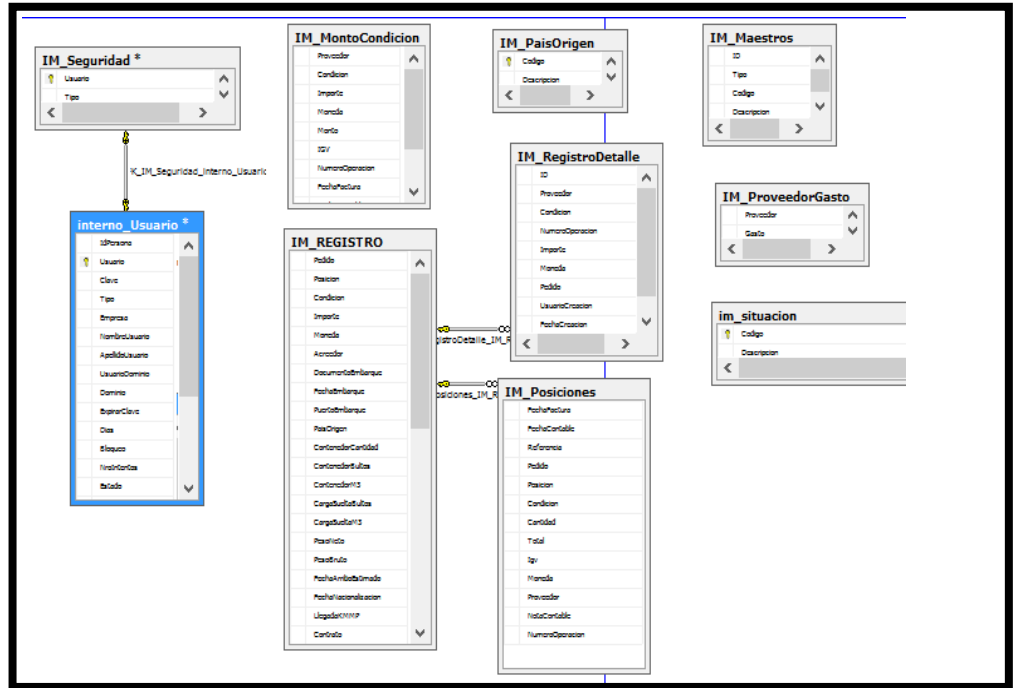 IM_Seguridad *
Usuario
Tipo
K_IM_Seguridad_interno_Usuario
interno_Usuario *
IdPersona
Usuario
Clave
Tipo
Empresa
NombreUsuario
ApellidoUsuario
UsuarioDominio
Dominio
ExpirarClave
Dias
Bloqueo
NroIntentos
Estado
IM_MontoCondicion
Proveedor
Condicion
Importe
Moneda
Monto
IGV
NumeroOperacion
FechaFactura
IM_REGISTRO
Pedido
Posicion
Condicion
Importe
Moneda
Acreedor
DocumentoEmbarque
FechaEmbarque
PuertoEmbarque
PaisOrigen
ContenedorCantidad
ContenedorBultos
ContenedorM3
CargaSueltaBultos
CargaSueltaM3
PesoNeto
PesoBruto
FechaArriboEstimado
FechaNacionalizacion
LlegadaKMMP
Contrato
IM_PaisOrigen
Codigo
Descripcion
IM_RegistroDetalle
ID
Proveedor
Condicion
NumeroOperacion
Importe
Moneda
Pedido
UsuarioCreacion
FechaCreacion
gistroDetalle_IM_R
osiciones_IM_R
IM_Posiciones
FechaFactura
FechaContable
Referencia
Pedido
Posicion
Condicion
Cantidad
Total
Igv
Moneda
Proveedor
NotaContable
NumeroOperacion
IM_Maestros
ID
Tipo
Codigo
Descripcion
IM_ProveedorGasto
Proveedor
Gasto
im_situacion
Codigo
Descripcion